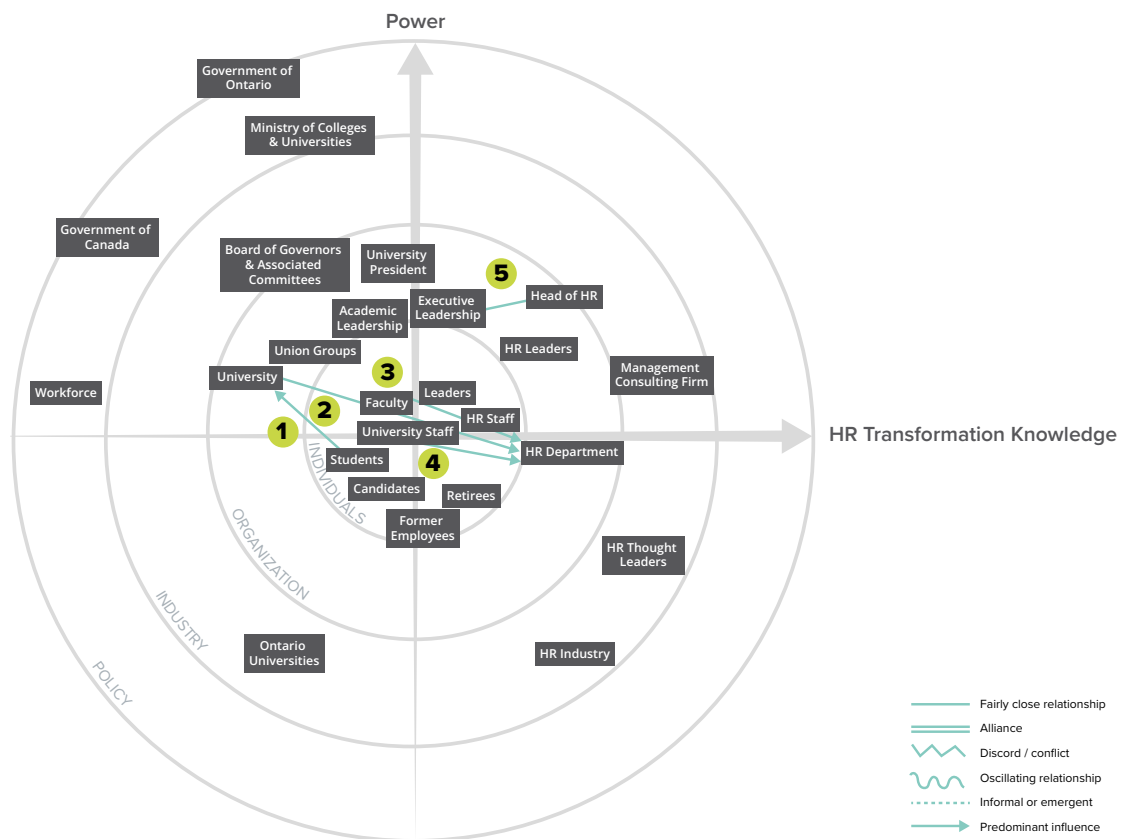 Power
Government of
Ontario
Ministry of Colleges
& Universities
Government of
Canada
Board of Governors
& Associated
Committees
University
President
5
Head of HR
Executive
Leadership
Academic
Leadership
Union Groups
HR Leaders
Management
Consulting Firm
University
3
Workforce
Leaders
Faculty
2
HR Staff
1
University Staff
HR Transformation Knowledge
HR Department
Students
4
Candidates
Retirees
Former
Employees
INDIVIDUALS
ORGANIZATION
INDUSTRY
POLICY
HR Thought
Leaders
Ontario
Universities
HR Industry
Fairly close relationship
Alliance
Discord / conflict
Oscillating relationship
Informal or emergent
Predominant influence